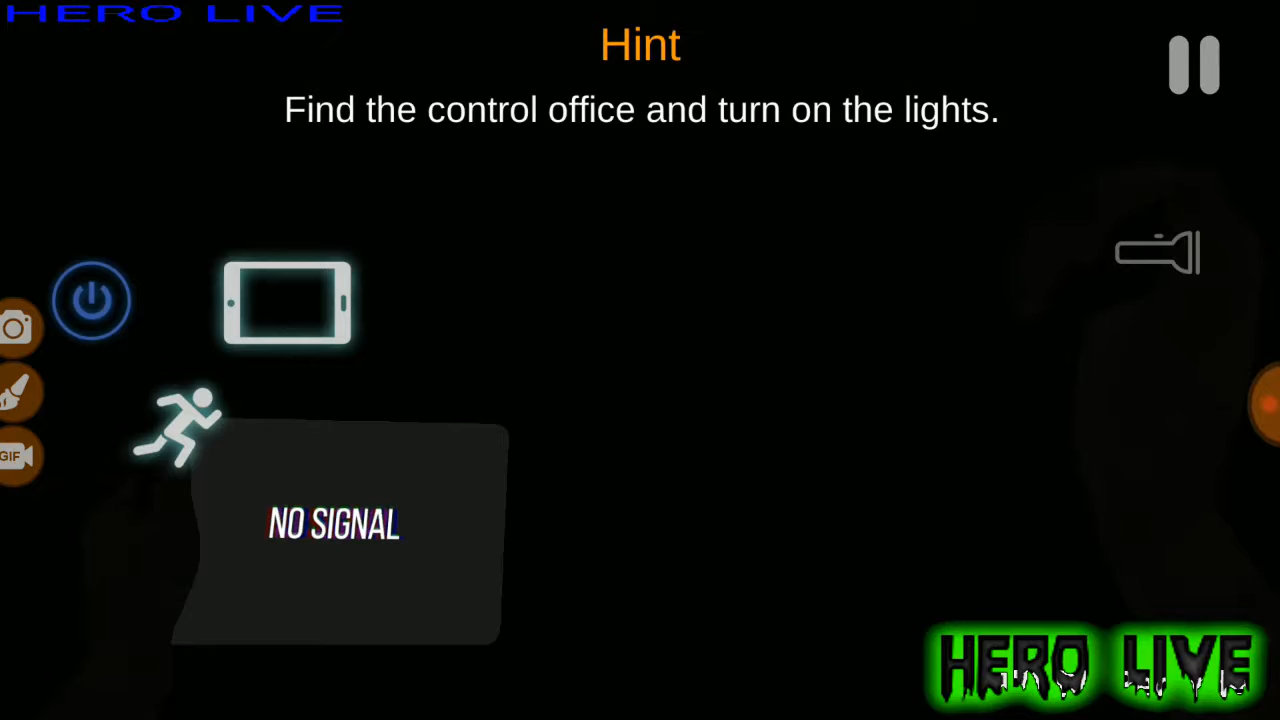 HERO LIVE
Hint
Find the control office and turn on the lights.
GIF
NO SIGNAL
HERO LIVE